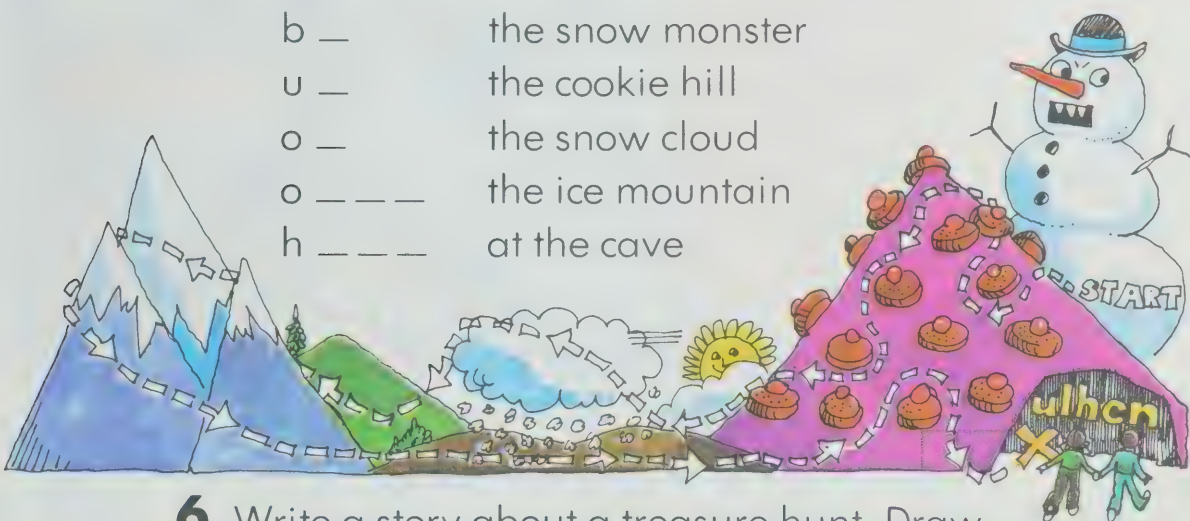 b _ the snow monster
u _ the cookie hill
o _ the snow cloud
o _ _ _ the ice mountain
h _ _ _ at the cave
START
ulhcn
X
6 Write a story about a treasure hunt. Draw